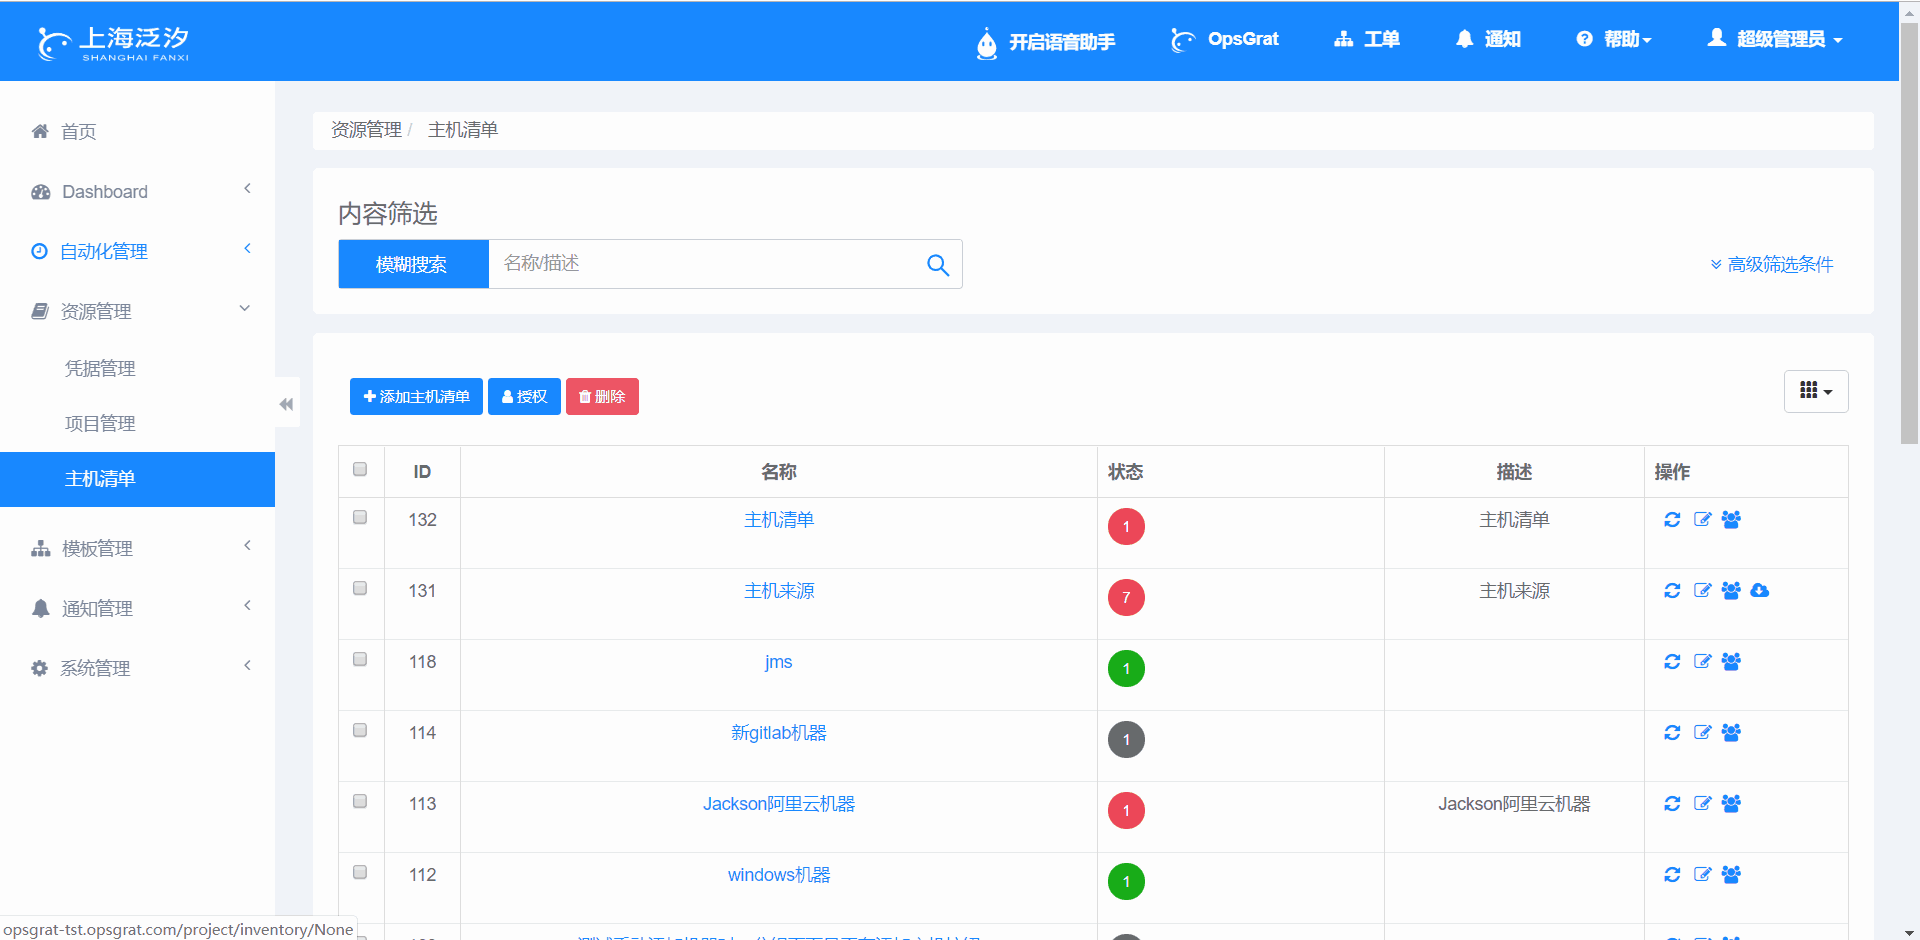 上海泛汐
SHANGHAI FANXI
开启语音助手
OpsGrat
工单
通知
帮助
超级管理员
首页
Dashboard
自动化管理
资源管理
凭据管理
项目管理
主机清单
模板管理
通知管理
系统管理
资源管理 / 主机清单
内容筛选
模糊搜索 名称/描述
高级筛选条件
添加主机清单 授权 删除
ID 名称 状态 描述 操作
132 主机清单 1 主机清单
131 主机来源 7 主机来源
118 jms 1
114 新gitlab机器 1
113 Jackson阿里云机器 1 Jackson阿里云机器
112 windows机器 1
opsgrat-tst.opsgrat.com/project/inventory/None